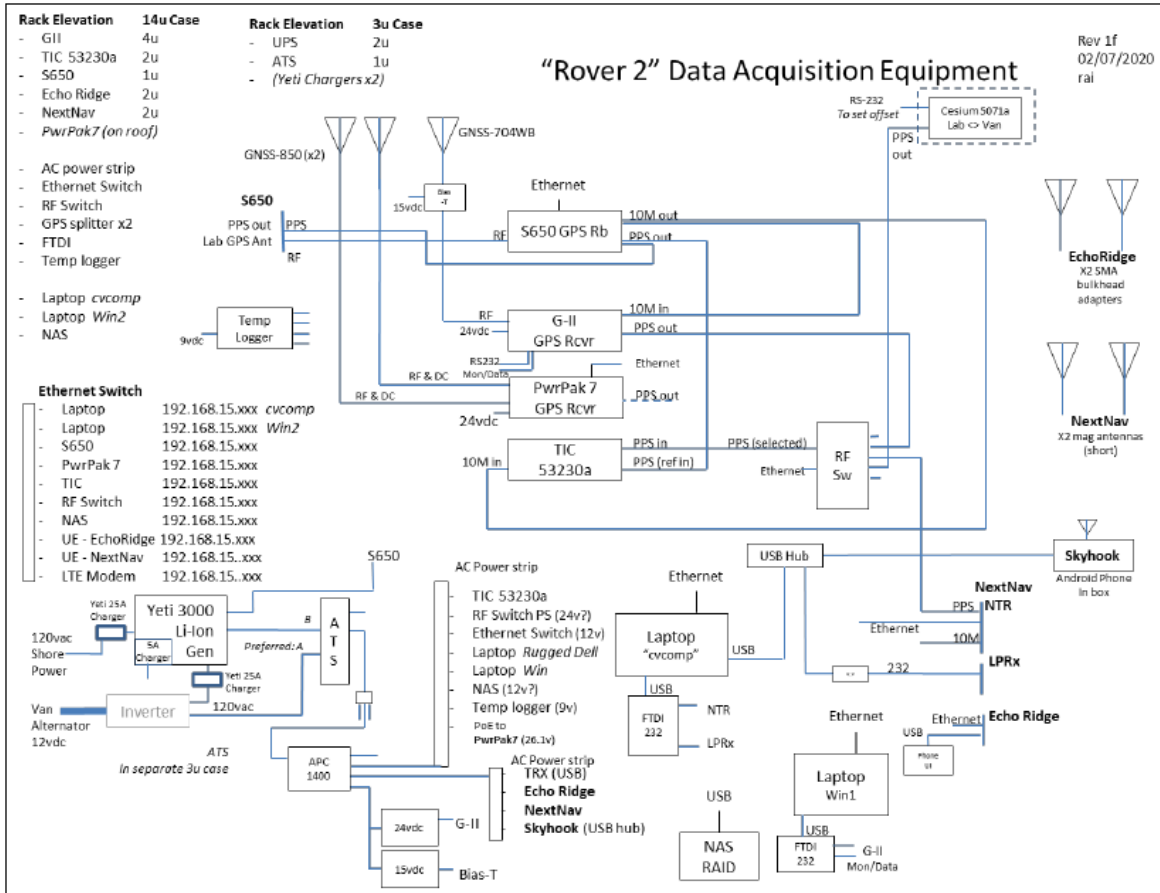 Rack Elevation 14u Case
- GII 4u
- TIC 53230a 2u
- S650 1u
- Echo Ridge 2u
- NextNav 2u
- PwrPak7 (on roof)
- AC power strip
- Ethernet Switch
- RF Switch
- GPS splitter x2
- FTDI
- Temp logger
- Laptop cvcomp
- Laptop Win2
- NAS
Rack Elevation 3u Case
- UPS 2u
- ATS 1u
- (Yeti Chargers x2)
"Rover 2" Data Acquisition Equipment
Rev 1f
02/07/2020
rai
RS-232
To set offset
Cesium 5071a
Lab <> Van
PPS
out
GNSS-850 (x2)
GNSS-704WB
Bias
-T
15vdc
Ethernet
S650
PPS out
Lab GPS Ant
PPS
RF
RF
S650 GPS Rb
10M out
PPS out
EchoRidge
X2 SMA
bulkhead
adapters
Temp
Logger
9vdc
RF
24vdc
G-II
GPS Rcvr
10M in
PPS out
RS232
Mon/Data
Ethernet
RF & DC
RF & DC
PwrPak 7
GPS Rcvr
PPS out
24vdc
NextNav
X2 mag antennas
(short)
10M in
TIC
53230a
PPS in
PPS (ref in)
PPS (selected)
Ethernet
RF
Sw
Ethernet Switch
- Laptop 192.168.15.xxx cvcomp
- Laptop 192.168.15.xxx Win2
- S650 192.168.15.xxx
- PwrPak 7 192.168.15.xxx
- TIC 192.168.15.xxx
- RF Switch 192.168.15.xxx
- NAS 192.168.15.xxx
- UE - EchoRidge 192.168.15.xxx
- UE - NextNav 192.168.15..xxx
- LTE Modem 192.168.15..xxx
S650
Yeti 25A
Charger
Yeti 3000
Li-Ion
Gen
5A
Charger
120vac
Shore
Power
Yeti 25A
Charger
B
Preferred: A
A
T
S
Van
Alternator
12vdc
Inverter
120vac
ATS
In separate 3u case
APC
1400
AC Power strip
- TIC 53230a
- RF Switch PS (24v?)
- Ethernet Switch (12v)
- Laptop Rugged Dell
- Laptop Win
- NAS (12v?)
- Temp logger (9v)
- PoE to
PwrPak7 (26.1v)
AC Power strip
- TRX (USB)
- Echo Ridge
- NextNav
- Skyhook (USB hub)
24vdc
G-II
15vdc
Bias-T
USB Hub
Skyhook
Android Phone
In box
Ethernet
Laptop
"cvcomp"
USB
USB
FTDI
232
NTR
LPRx
NextNav
NTR
PPS
Ethernet
10M
LPRx
232
Echo Ridge
Ethernet
USB
Phone
Ethernet
Laptop
Win1
USB
FTDI
232
G-II
Mon/Data
USB
NAS
RAID